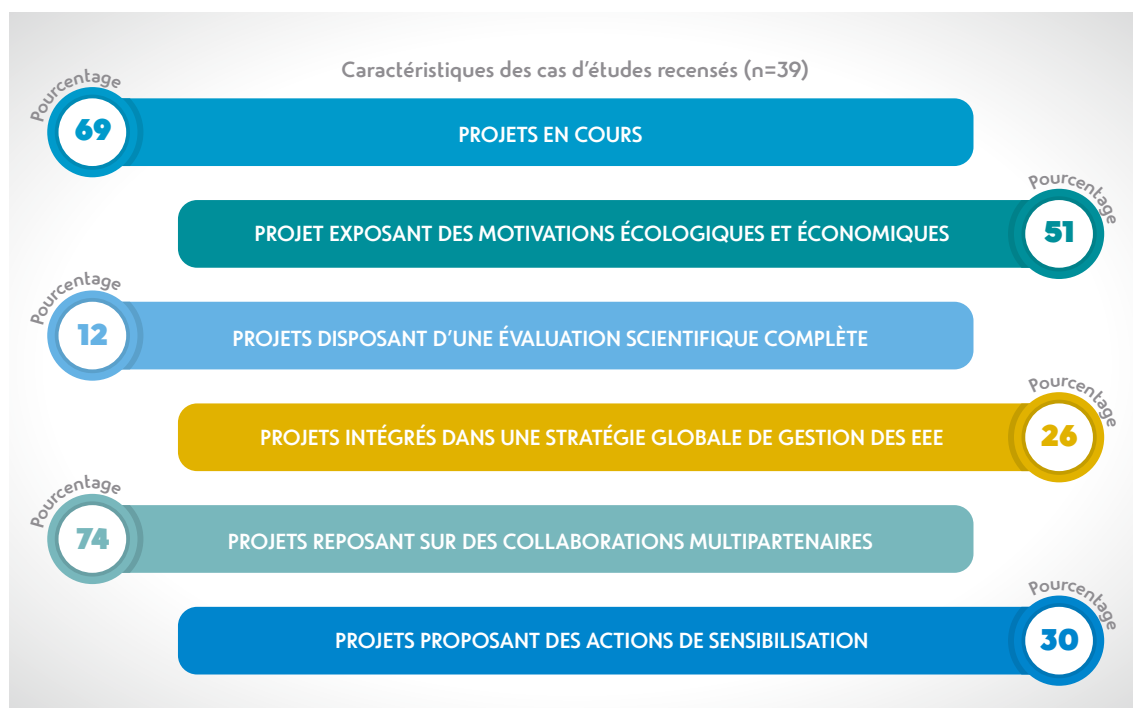 Caractéristiques des cas d'études recensés (n=39)
Pourcentage
69
PROJETS EN COURS
Pourcentage
PROJET EXPOSANT DES MOTIVATIONS ÉCOLOGIQUES ET ÉCONOMIQUES
51
Pourcentage
12
PROJETS DISPOSANT D'UNE ÉVALUATION SCIENTIFIQUE COMPLÈTE
Pourcentage
PROJETS INTÉGRÉS DANS UNE STRATÉGIE GLOBALE DE GESTION DES EEE
26
Pourcentage
74
PROJETS REPOSANT SUR DES COLLABORATIONS MULTIPARTENAIRES
Pourcentage
PROJETS PROPOSANT DES ACTIONS DE SENSIBILISATION
30